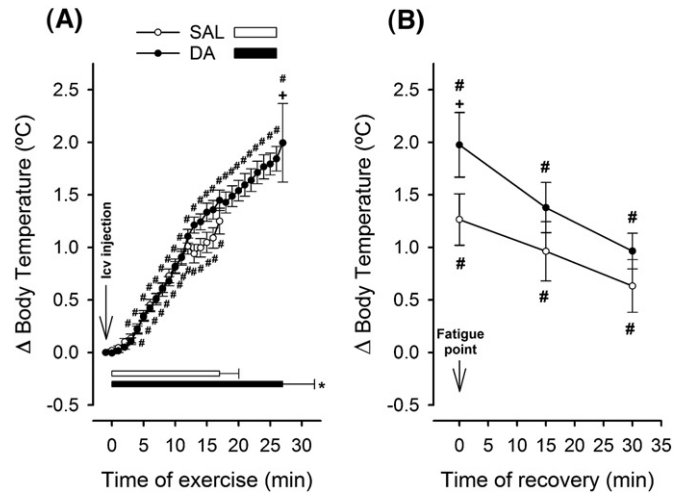 (A)
SAL
DA
Δ Body Temperature (ºC)
2.5
2.0
1.5
1.0
0.5
0.0
-0.5
Icv injection
#
+
# # # # # # # # # # # # # # # # # # # # # # #
# # # # # # # # # # # # # #
*
0 5 10 15 20 25 30
Time of exercise (min)
(B)
Δ Body Temperature (ºC)
2.5
2.0
1.5
1.0
0.5
0.0
-0.5
#
+
#
#
#
#
#
Fatigue
point
0 5 10 15 20 25 30 35
Time of recovery (min)